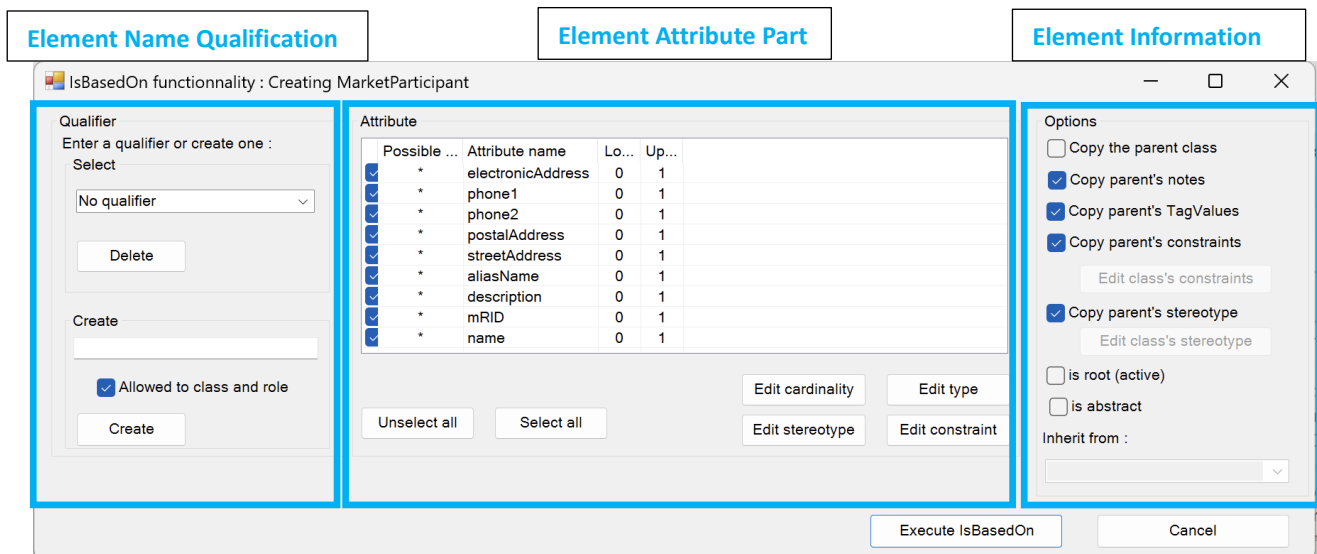 Element Name Qualification
Element Attribute Part
Element Information
IsBasedOn functionnality : Creating MarketParticipant
Qualifier
Enter a qualifier or create one :
Select
No qualifier
Delete
Create
Allowed to class and role
Create
Attribute
Possible ... Attribute name Lo... Up...
* electronicAddress 0 1
* phone1 0 1
* phone2 0 1
* postalAddress 0 1
* streetAddress 0 1
* aliasName 0 1
* description 0 1
* mRID 0 1
* name 0 1
Edit cardinality Edit type
Unselect all Select all
Edit stereotype Edit constraint
Options
Copy the parent class
Copy parent's notes
Copy parent's TagValues
Copy parent's constraints
Edit class's constraints
Copy parent's stereotype
Edit class's stereotype
is root (active)
is abstract
Inherit from :
Execute IsBasedOn Cancel